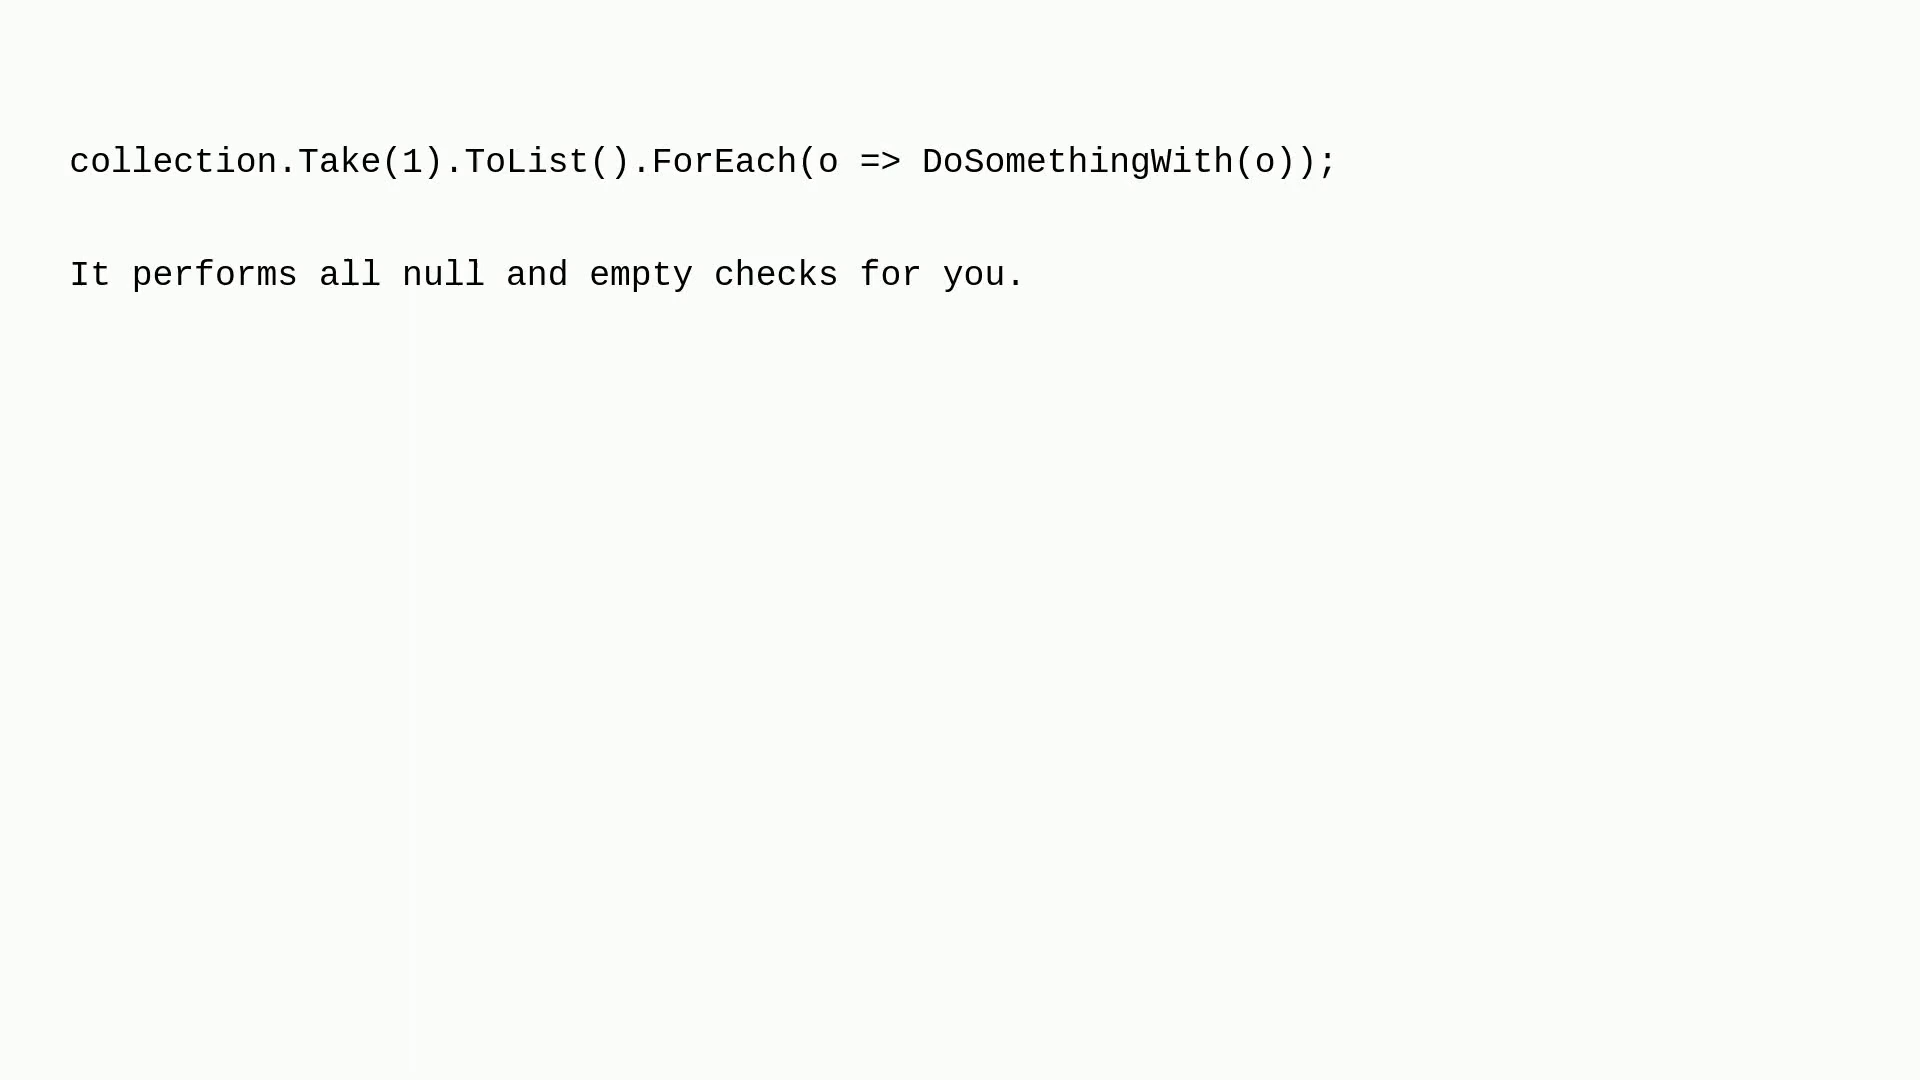 collection.Take(1).ToList().ForEach(o => DoSomethingWith(o));
It performs all null and empty checks for you.